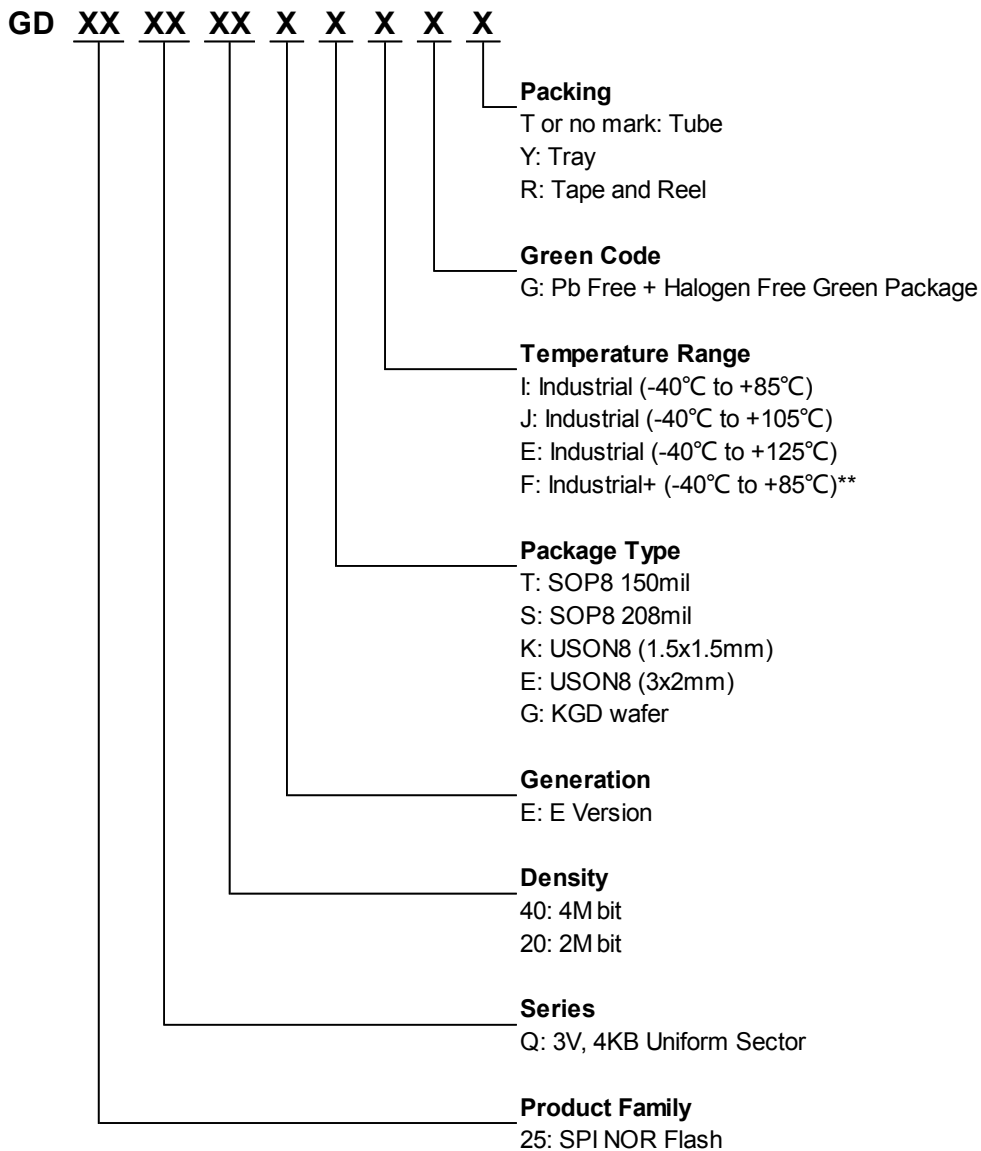 GD XX XX XX X X X X X
Packing
T or no mark: Tube
Y: Tray
R: Tape and Reel
Green Code
G: Pb Free + Halogen Free Green Package
Temperature Range
I: Industrial (-40℃ to +85℃)
J: Industrial (-40℃ to +105℃)
E: Industrial (-40℃ to +125℃)
F: Industrial+ (-40℃ to +85℃)**
Package Type
T: SOP8 150mil
S: SOP8 208mil
K: USON8 (1.5x1.5mm)
E: USON8 (3x2mm)
G: KGD wafer
Generation
E: E Version
Density
40: 4M bit
20: 2M bit
Series
Q: 3V, 4KB Uniform Sector
Product Family
25: SPI NOR Flash